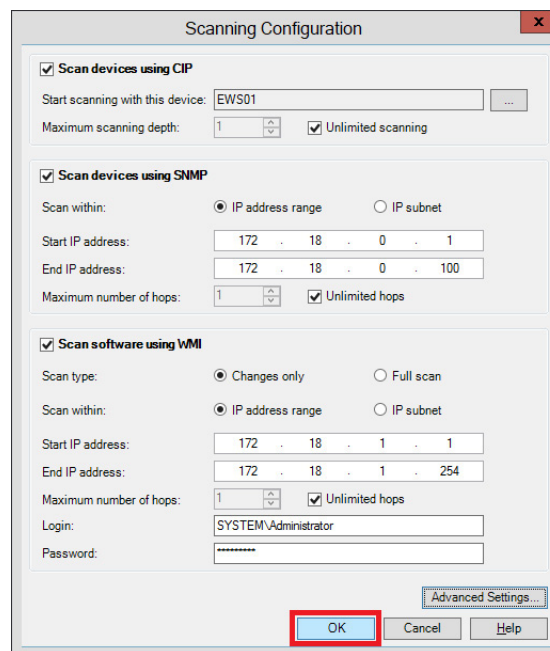 Scanning Configuration
x
Scan devices using CIP
Start scanning with this device: EWS01 ...
Maximum scanning depth: 1 Unlimited scanning
Scan devices using SNMP
Scan within: IP address range IP subnet
Start IP address: 172 . 18 . 0 . 1
End IP address: 172 . 18 . 0 . 100
Maximum number of hops: 1 Unlimited hops
Scan software using WMI
Scan type: Changes only Full scan
Scan within: IP address range IP subnet
Start IP address: 172 . 18 . 1 . 1
End IP address: 172 . 18 . 1 . 254
Maximum number of hops: 1 Unlimited hops
Login: SYSTEM\Administrator
Password: *********
Advanced Settings...
OK Cancel Help